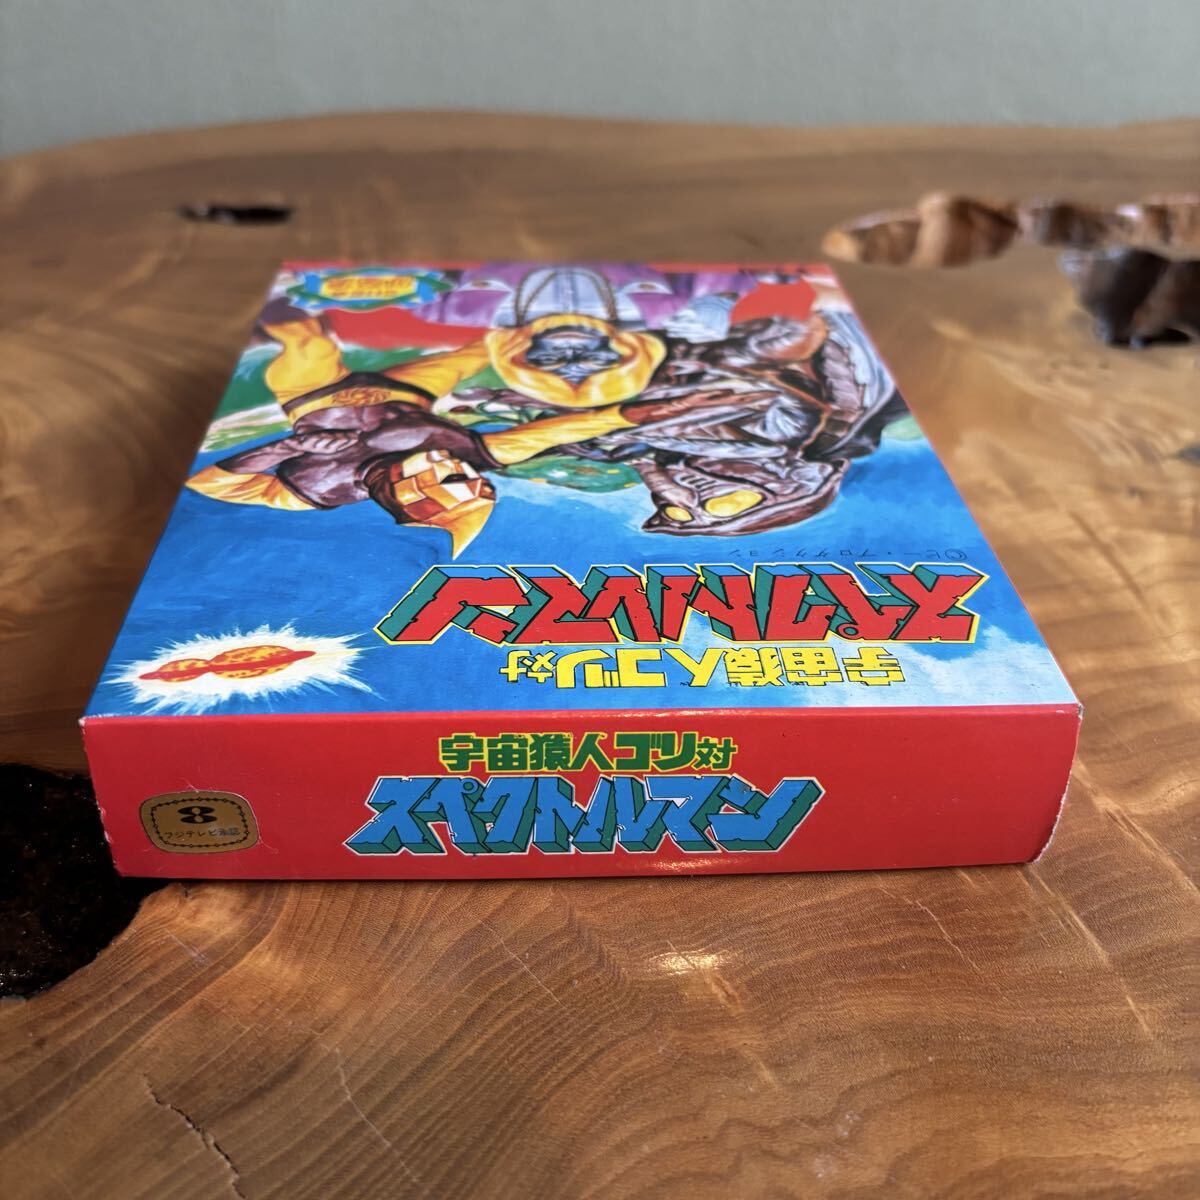 宇宙猿人ゴリ対
スペクトルマン
©ピー・プロダクション
宇宙猿人ゴリ対
スペクトルマン
8
フジテレビ承認